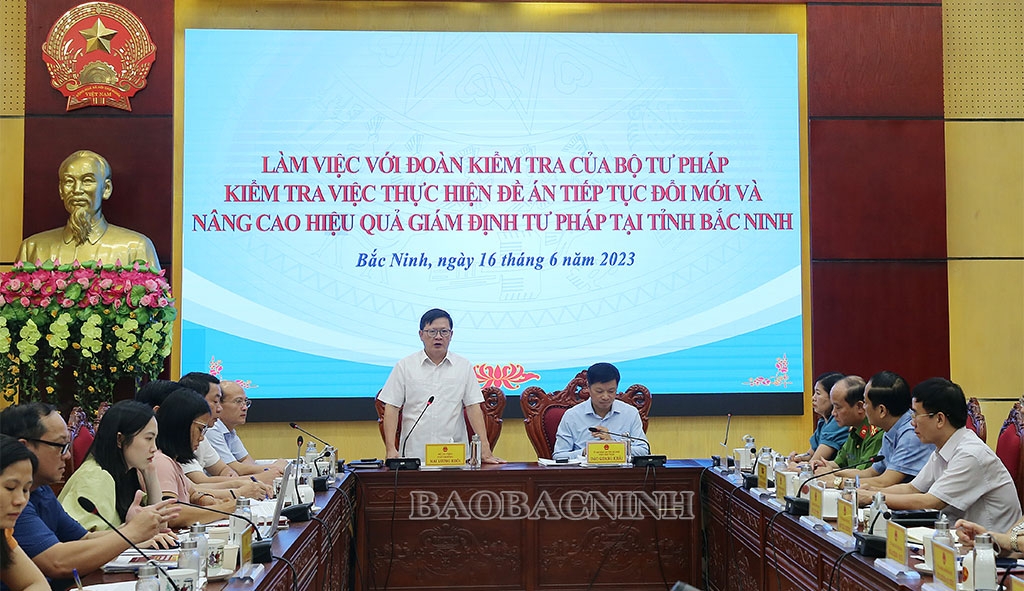 VIỆT NAM
LÀM VIỆC VỚI ĐOÀN KIỂM TRA CỦA BỘ TƯ PHÁP
KIỂM TRA VIỆC THỰC HIỆN ĐỀ ÁN TIẾP TỤC ĐỔI MỚI VÀ
NÂNG CAO HIỆU QUẢ GIÁM ĐỊNH TƯ PHÁP TẠI TỈNH BẮC NINH
Bắc Ninh, ngày 16 tháng 6 năm 2023
BAOBACNINH